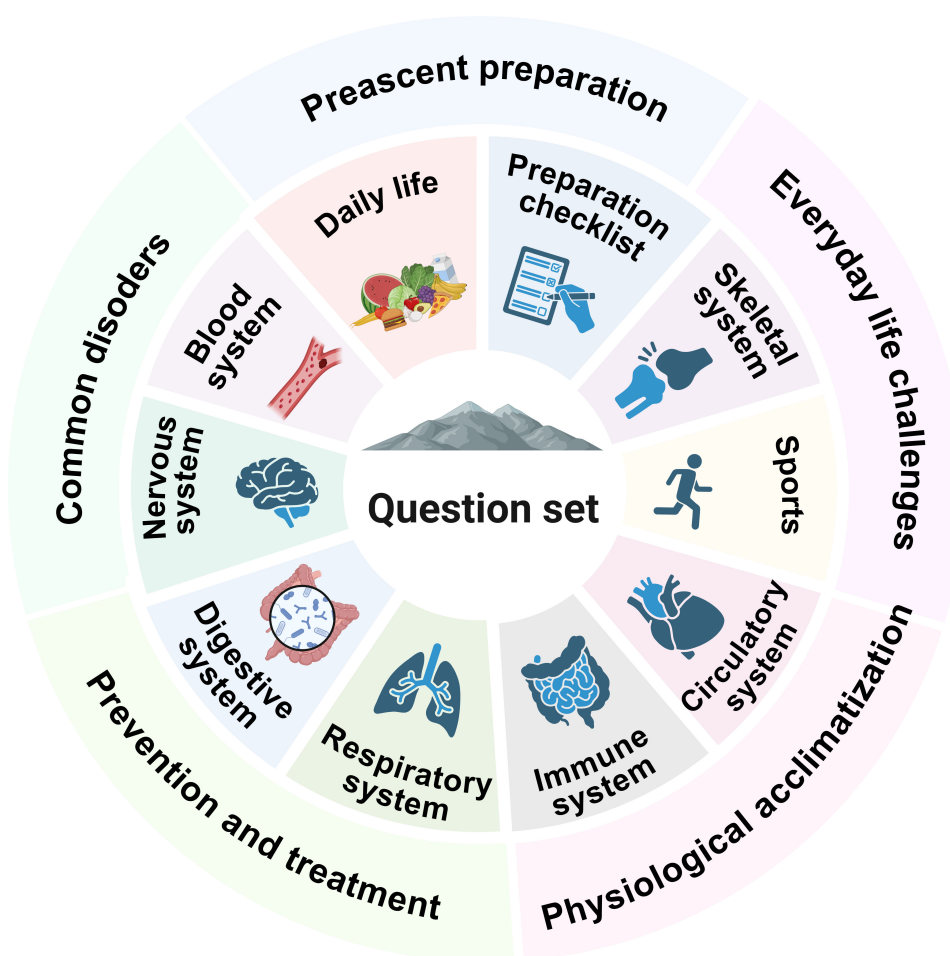 Preascent preparation
Everyday life challenges
Physiological acclimatization
Prevention and treatment
Common disoders
Daily life
Preparation
checklist
Skeletal
system
Sports
Circulatory
system
Immune
system
Respiratory
system
Digestive
system
Nervous
system
Blood
system
Question set